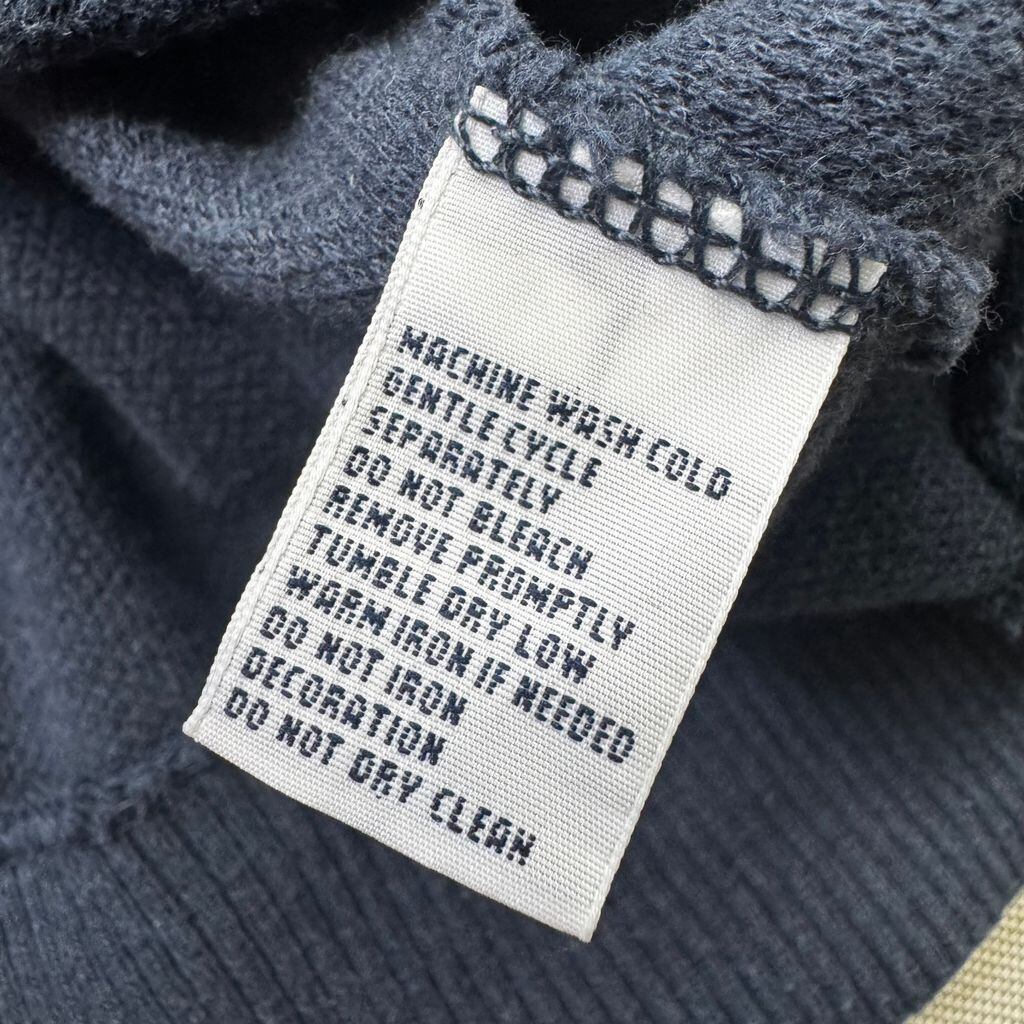 MACHINE WASH COLD
GENTLE CYCLE
SEPARATELY
DO NOT BLEACH
REMOVE PROMPTLY
TUMBLE DRY LOW
WARM IRON IF NEEDED
DO NOT IRON
DECORATION
DO NOT DRY CLEAN